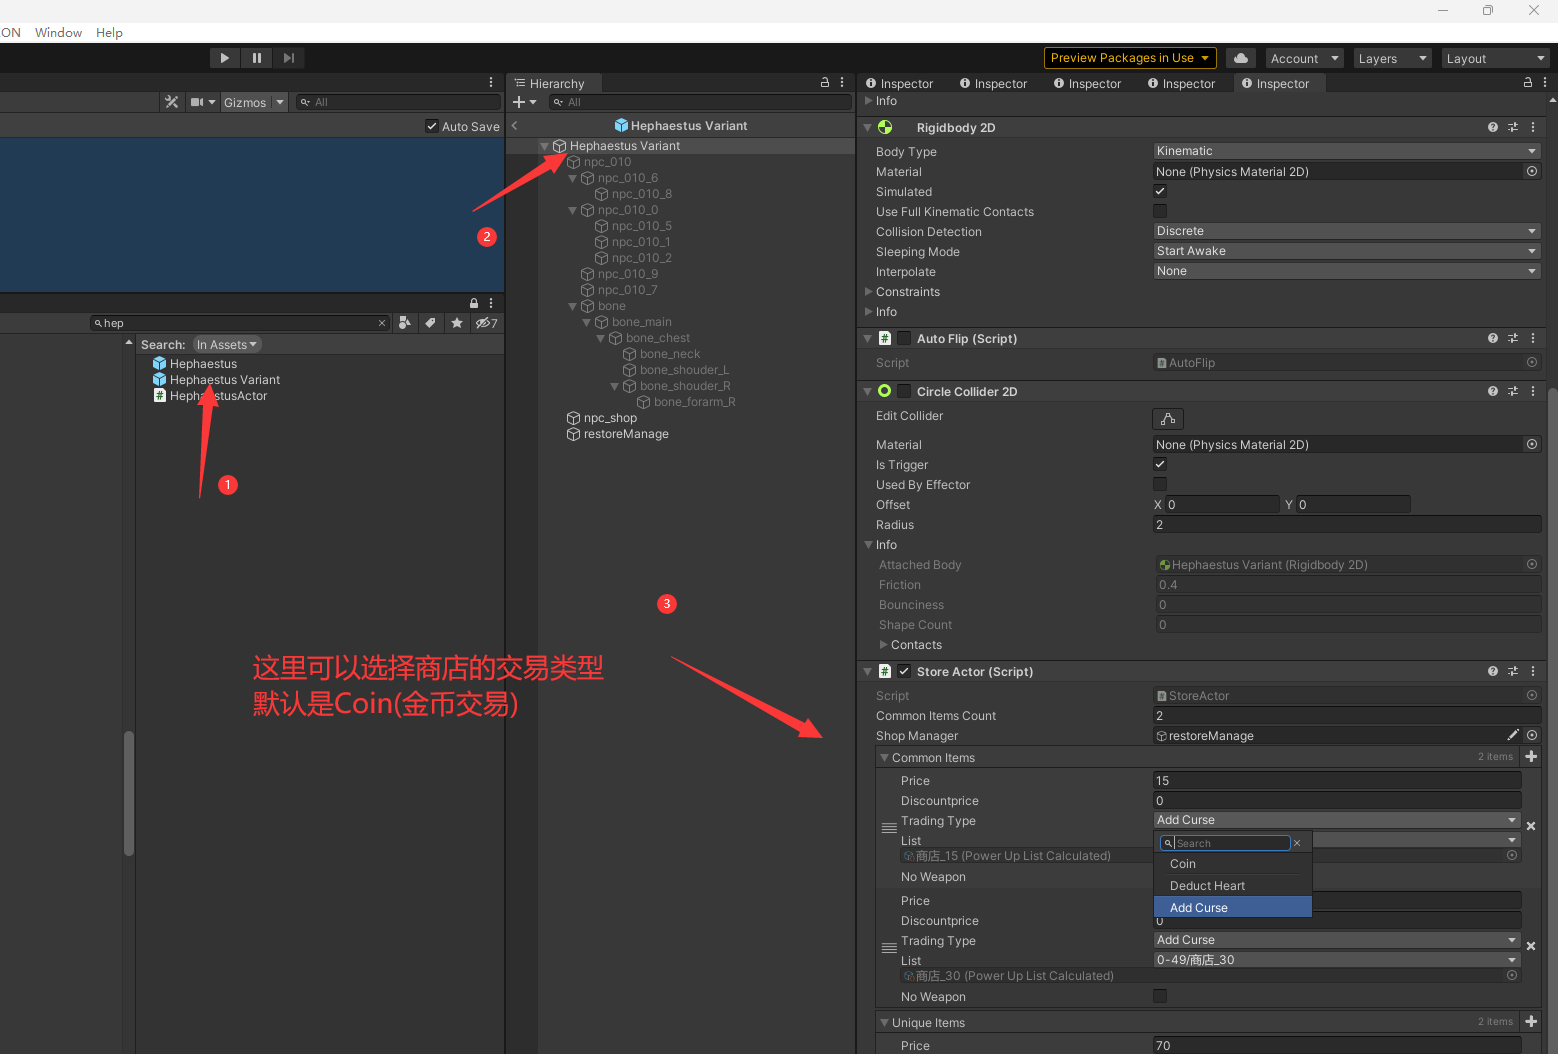 ON Window Help
Preview Packages in Use
Account
Layers
Layout
Gizmos
All
Auto Save
hep
7
Search: In Assets
Hephaestus
Hephaestus Variant
HephaestusActor
1
2
3
这里可以选择商店的交易类型
默认是Coin(金币交易)
Hierarchy
All
Hephaestus Variant
Hephaestus Variant
npc_010
npc_010_6
npc_010_8
npc_010_0
npc_010_5
npc_010_1
npc_010_2
npc_010_9
npc_010_7
bone
bone_main
bone_chest
bone_neck
bone_shouder_L
bone_shouder_R
bone_forarm_R
npc_shop
restoreManage
Inspector Inspector Inspector Inspector Inspector
Info
Rigidbody 2D
Body Type Kinematic
Material None (Physics Material 2D)
Simulated
Use Full Kinematic Contacts
Collision Detection Discrete
Sleeping Mode Start Awake
Interpolate None
Constraints
Info
Auto Flip (Script)
Script AutoFlip
Circle Collider 2D
Edit Collider
Material None (Physics Material 2D)
Is Trigger
Used By Effector
Offset X 0 Y 0
Radius 2
Info
Attached Body Hephaestus Variant (Rigidbody 2D)
Friction 0.4
Bounciness 0
Shape Count 0
Contacts
Store Actor (Script)
Script StoreActor
Common Items Count 2
Shop Manager restoreManage
Common Items 2 items
Price 15
Discountprice 0
Trading Type Add Curse
List
Search
商店_15 (Power Up List Calculated)
Coin
No Weapon
Deduct Heart
Price
Add Curse
Discountprice 0
Trading Type Add Curse
List 0-49/商店_30
商店_30 (Power Up List Calculated)
No Weapon
Unique Items 2 items
Price 70